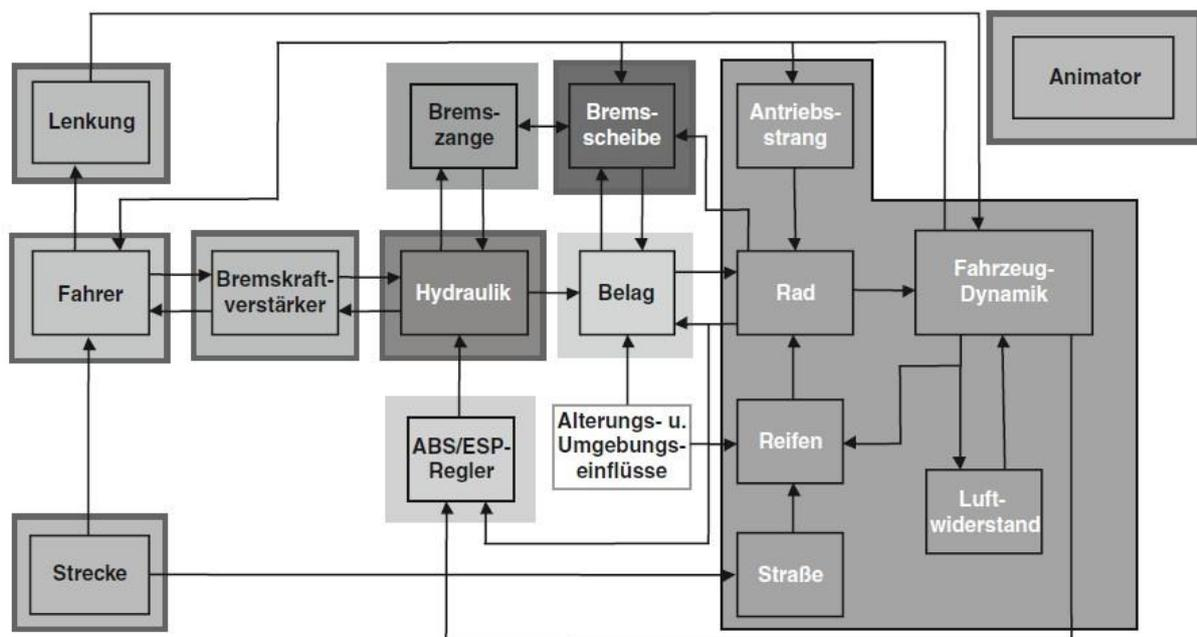 Animator
Lenkung
Brems-
zange
Brems-
scheibe
Antriebs-
strang
Fahrer
Bremskraft-
verstärker
Hydraulik
Belag
Rad
Fahrzeug-
Dynamik
ABS/ESP-
Regler
Alterungs- u.
Umgebungs-
einflüsse
Reifen
Luft-
widerstand
Strecke
Straße